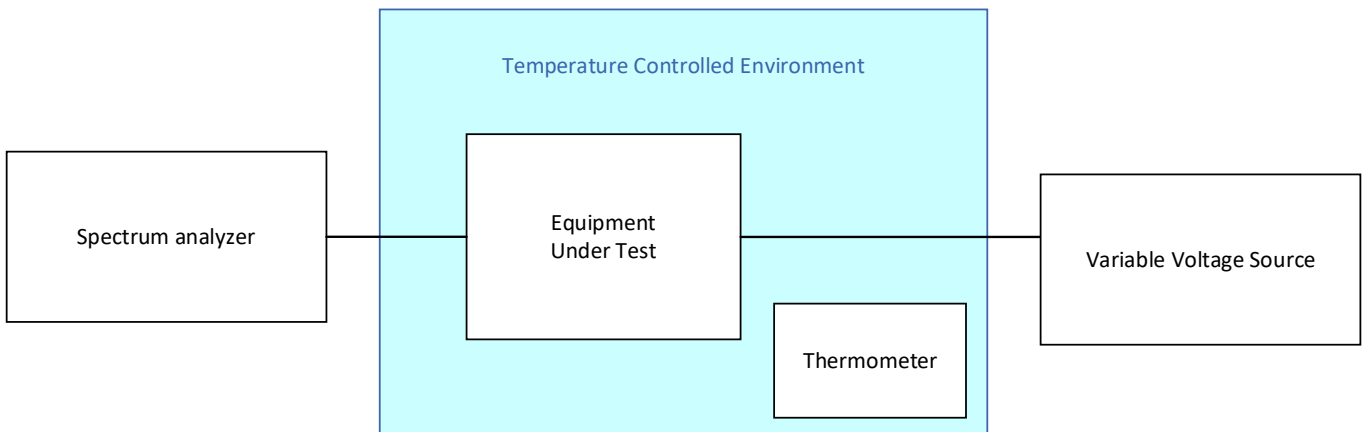 Temperature Controlled Environment
Spectrum analyzer
Equipment
Under Test
Variable Voltage Source
Thermometer